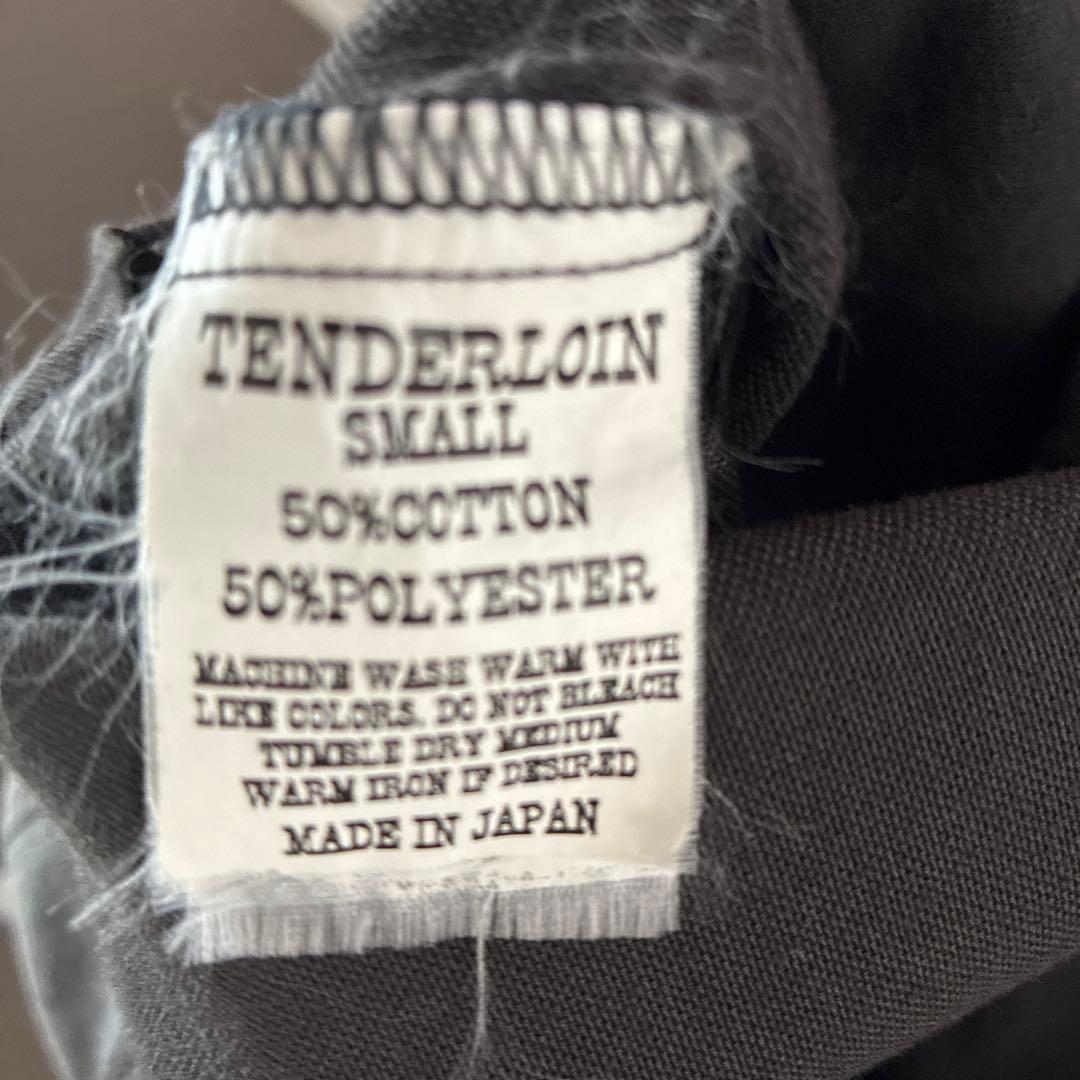 TENDERLOIN
SMALL
50%COTTON
50%POLYESTER
MACHINE WASH WARM WITH
LIKE COLORS. DO NOT BLEACH
TUMBLE DRY MEDIUM
WARM IRON IF DESIRED
MADE IN JAPAN